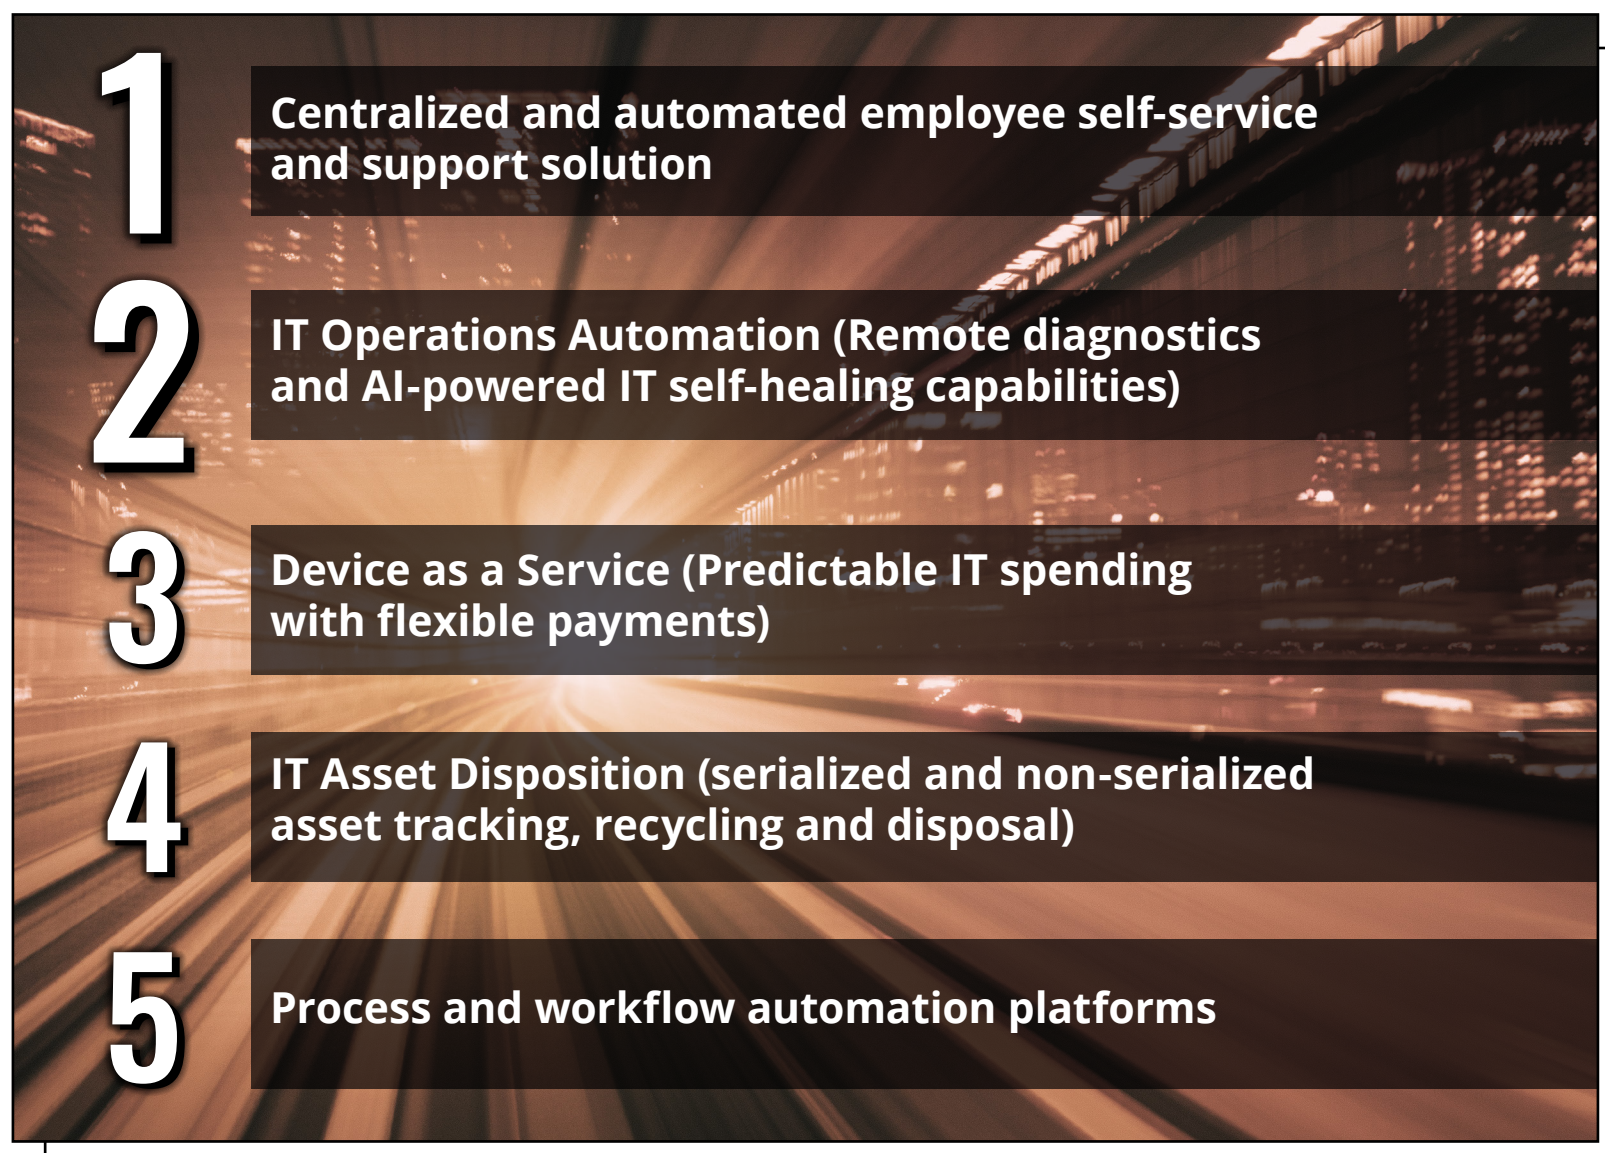 1
Centralized and automated employee self-service
and support solution
2
IT Operations Automation (Remote diagnostics
and AI-powered IT self-healing capabilities)
3
Device as a Service (Predictable IT spending
with flexible payments)
4
IT Asset Disposition (serialized and non-serialized
asset tracking, recycling and disposal)
5
Process and workflow automation platforms